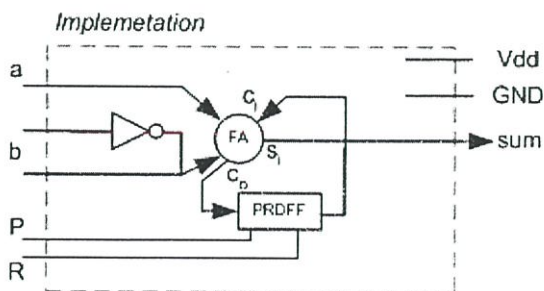 Implemetation
a
b
P
R
FA
Ci
Si
Co
PRDFF
Vdd
GND
sum